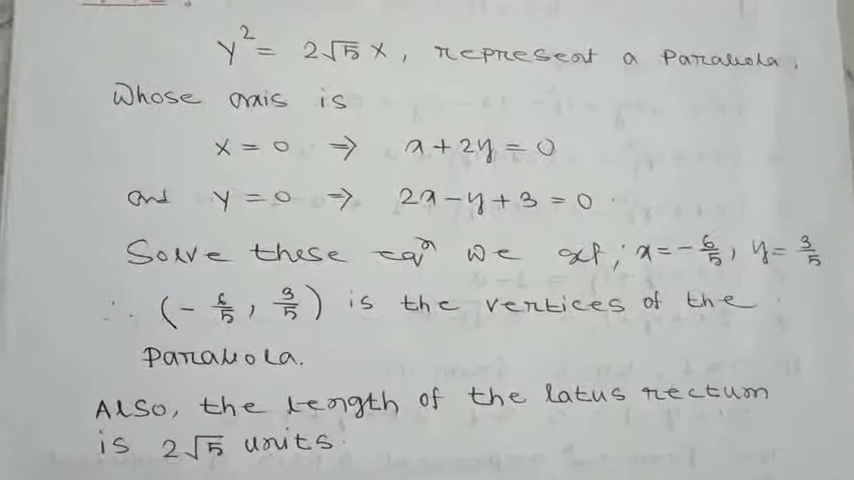 Y² = 2√5 X, represent a parabola,
Whose axis is
X = 0 ⇒ x + 2y = 0
and Y = 0 ⇒ 2x - y + 3 = 0
Solve these eqⁿ we get, x = -6/5, y = 3/5
∴ (-6/5, 3/5) is the vertices of the
parabola.
Also, the length of the latus rectum
is 2√5 units.